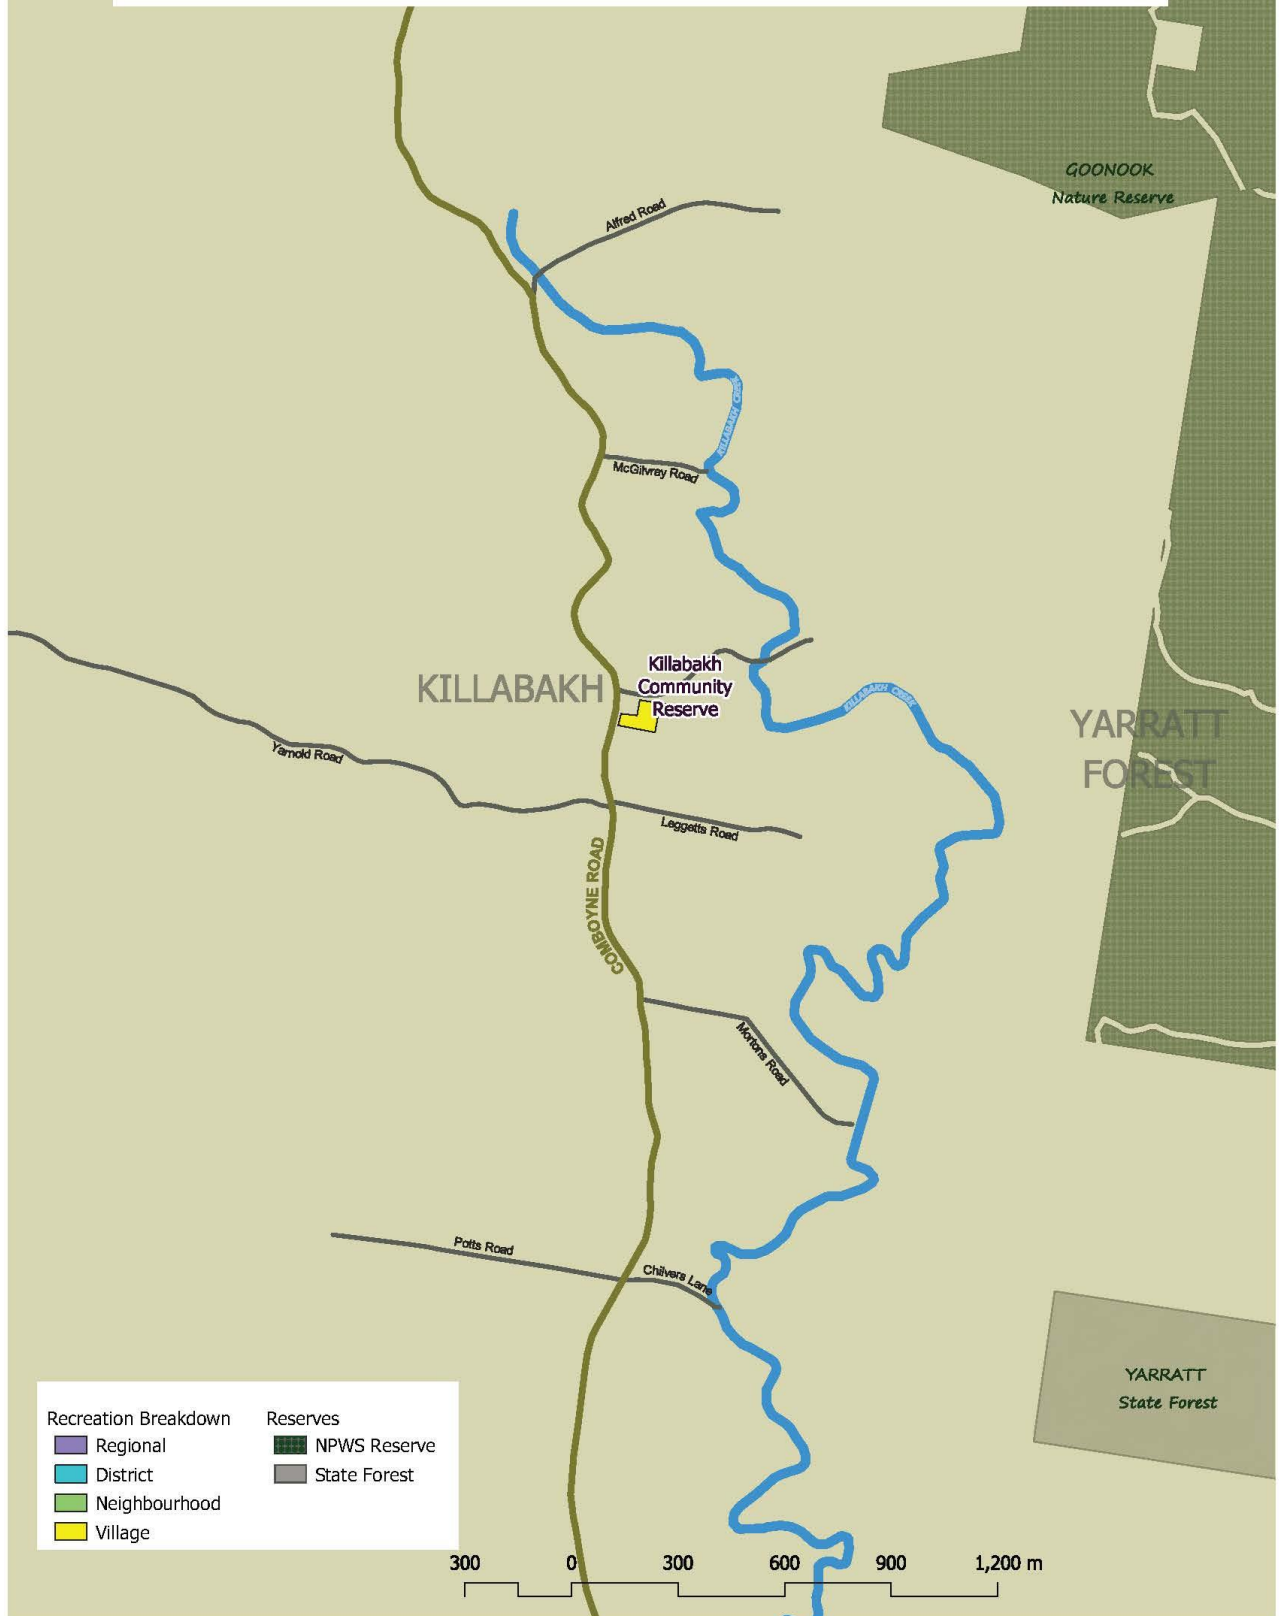 GOONOOK
Nature Reserve
Alfred Road
KILLABAKH CREEK
McGilvray Road
Killabakh
Community
Reserve
KILLABAKH
KILLABAKH CREEK
YARRATT
FOREST
Yarnold Road
Leggetts Road
COMBOYNE ROAD
Mortons Road
Potts Road
Chilvers Lane
YARRATT
State Forest
Recreation Breakdown
Regional
District
Neighbourhood
Village
Reserves
NPWS Reserve
State Forest
300 0 300 600 900 1,200 m